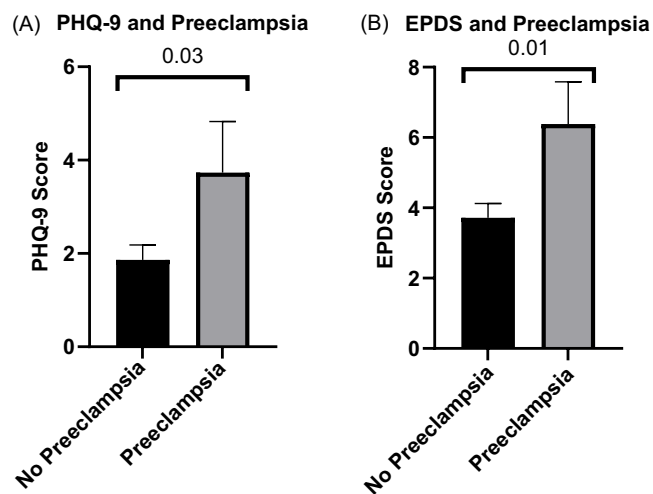 (A) PHQ-9 and Preeclampsia
0.03
6
4
2
0
PHQ-9 Score
No Preeclampsia
Preeclampsia
(B) EPDS and Preeclampsia
0.01
8
6
4
2
0
EPDS Score
No Preeclampsia
Preeclampsia